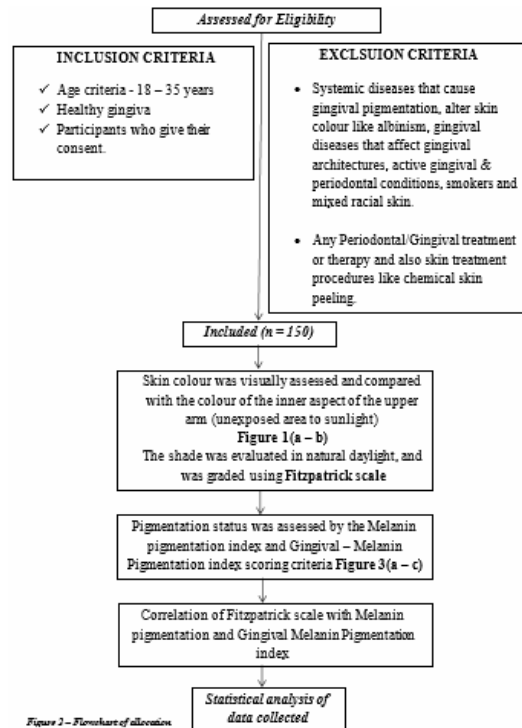 Assessed for Eligibility
INCLUSION CRITERIA
✓ Age criteria - 18 – 35 years
✓ Healthy gingiva
✓ Participants who give their
consent.
EXCLSUION CRITERIA
• Systemic diseases that cause
gingival pigmentation, alter skin
colour like albinism, gingival
diseases that affect gingival
architectures, active gingival &
periodontal conditions, smokers and
mixed racial skin.
• Any Periodontal/Gingival treatment
or therapy and also skin treatment
procedures like chemical skin
peeling.
Included (n = 150)
Skin colour was visually assessed and compared
with the colour of the inner aspect of the upper
arm (unexposed area to sunlight)
Figure 1(a – b)
The shade was evaluated in natural daylight, and
was graded using Fitzpatrick scale
Pigmentation status was assessed by the Melanin
pigmentation index and Gingival – Melanin
Pigmentation index scoring criteria Figure 3(a – c)
Correlation of Fitzpatrick scale with Melanin
pigmentation and Gingival Melanin Pigmentation
index
Statistical analysis of
data collected
Figure 2 – Flowchart of allocation